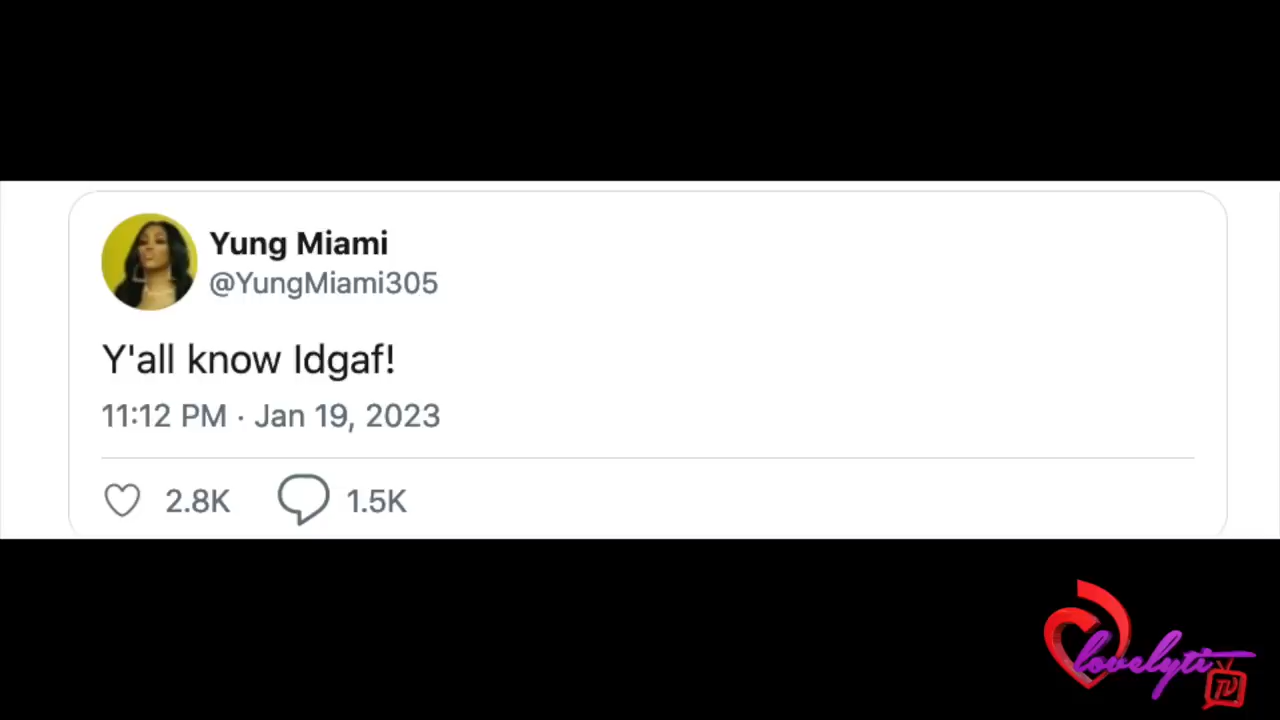 Yung Miami
@YungMiami305
Y'all know Idgaf!
11:12 PM · Jan 19, 2023
2.8K 1.5K
lovelyti
TV